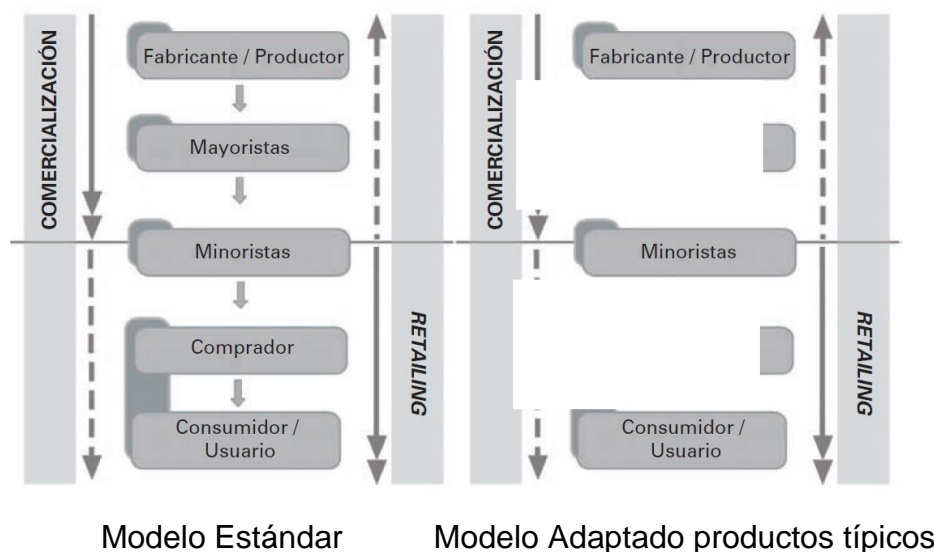 COMERCIALIZACIÓN
Fabricante / Productor
Mayoristas
Minoristas
Comprador
Consumidor /
Usuario
RETAILING
COMERCIALIZACIÓN
Fabricante / Productor
Minoristas
Consumidor /
Usuario
RETAILING
Modelo Estándar
Modelo Adaptado productos típicos